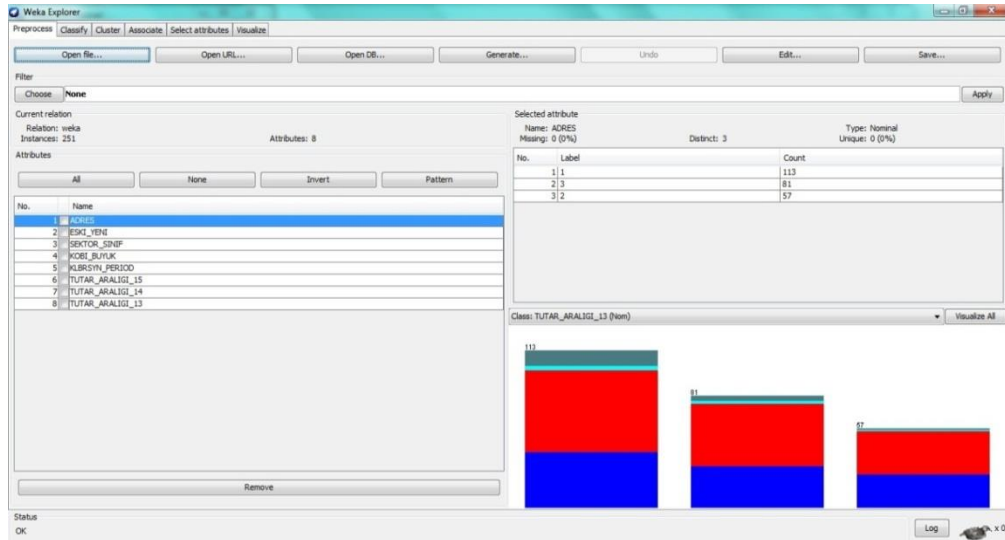 Weka Explorer
Preprocess Classify Cluster Associate Select attributes Visualize
Open file... Open URL... Open DB... Generate... Undo Edit... Save...
Filter
Choose None Apply
Current relation
Relation: weka
Instances: 251 Attributes: 8
Attributes
All None Invert Pattern
No. Name
1 ADRES
2 ESKI_YENI
3 SEKTOR_SINIF
4 KOBI_BUYUK
5 KLBRSYN_PERIOD
6 TUTAR_ARALIGI_15
7 TUTAR_ARALIGI_14
8 TUTAR_ARALIGI_13
Remove
Selected attribute
Name: ADRES Type: Nominal
Missing: 0 (0%) Distinct: 3 Unique: 0 (0%)
No. Label Count
1 1 113
2 3 81
3 2 57
Class: TUTAR_ARALIGI_13 (Nom) Visualize All
113
81
57
Status
OK
Log x 0